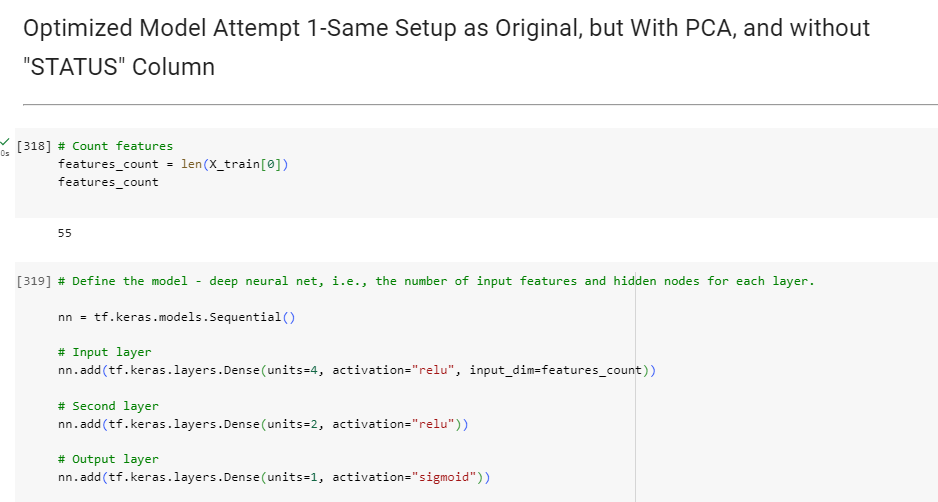 Optimized Model Attempt 1-Same Setup as Original, but With PCA, and without
"STATUS" Column
0s
[318] # Count features
features_count = len(X_train[0])
features_count
55
[319] # Define the model - deep neural net, i.e., the number of input features and hidden nodes for each layer.
nn = tf.keras.models.Sequential()
# Input layer
nn.add(tf.keras.layers.Dense(units=4, activation="relu", input_dim=features_count))
# Second layer
nn.add(tf.keras.layers.Dense(units=2, activation="relu"))
# Output layer
nn.add(tf.keras.layers.Dense(units=1, activation="sigmoid"))